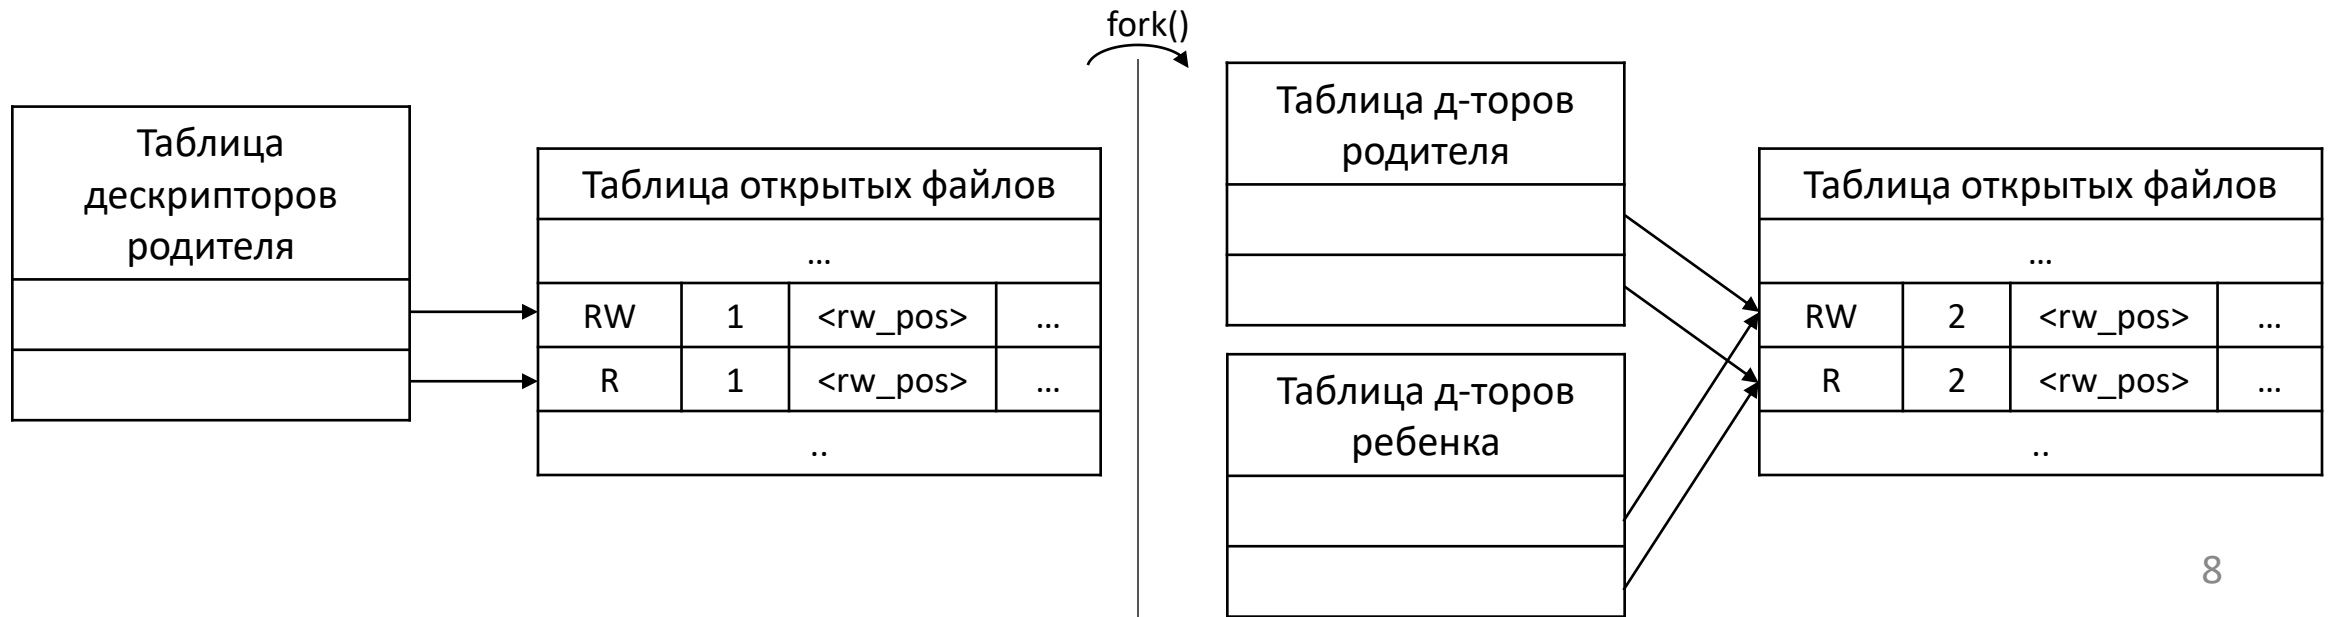 fork()
Таблица
дескрипторов
родителя
Таблица открытых файлов
...
RW 1 <rw_pos> ...
R 1 <rw_pos> ...
..
Таблица д-торов
родителя
Таблица д-торов
ребенка
Таблица открытых файлов
...
RW 2 <rw_pos> ...
R 2 <rw_pos> ...
..
8